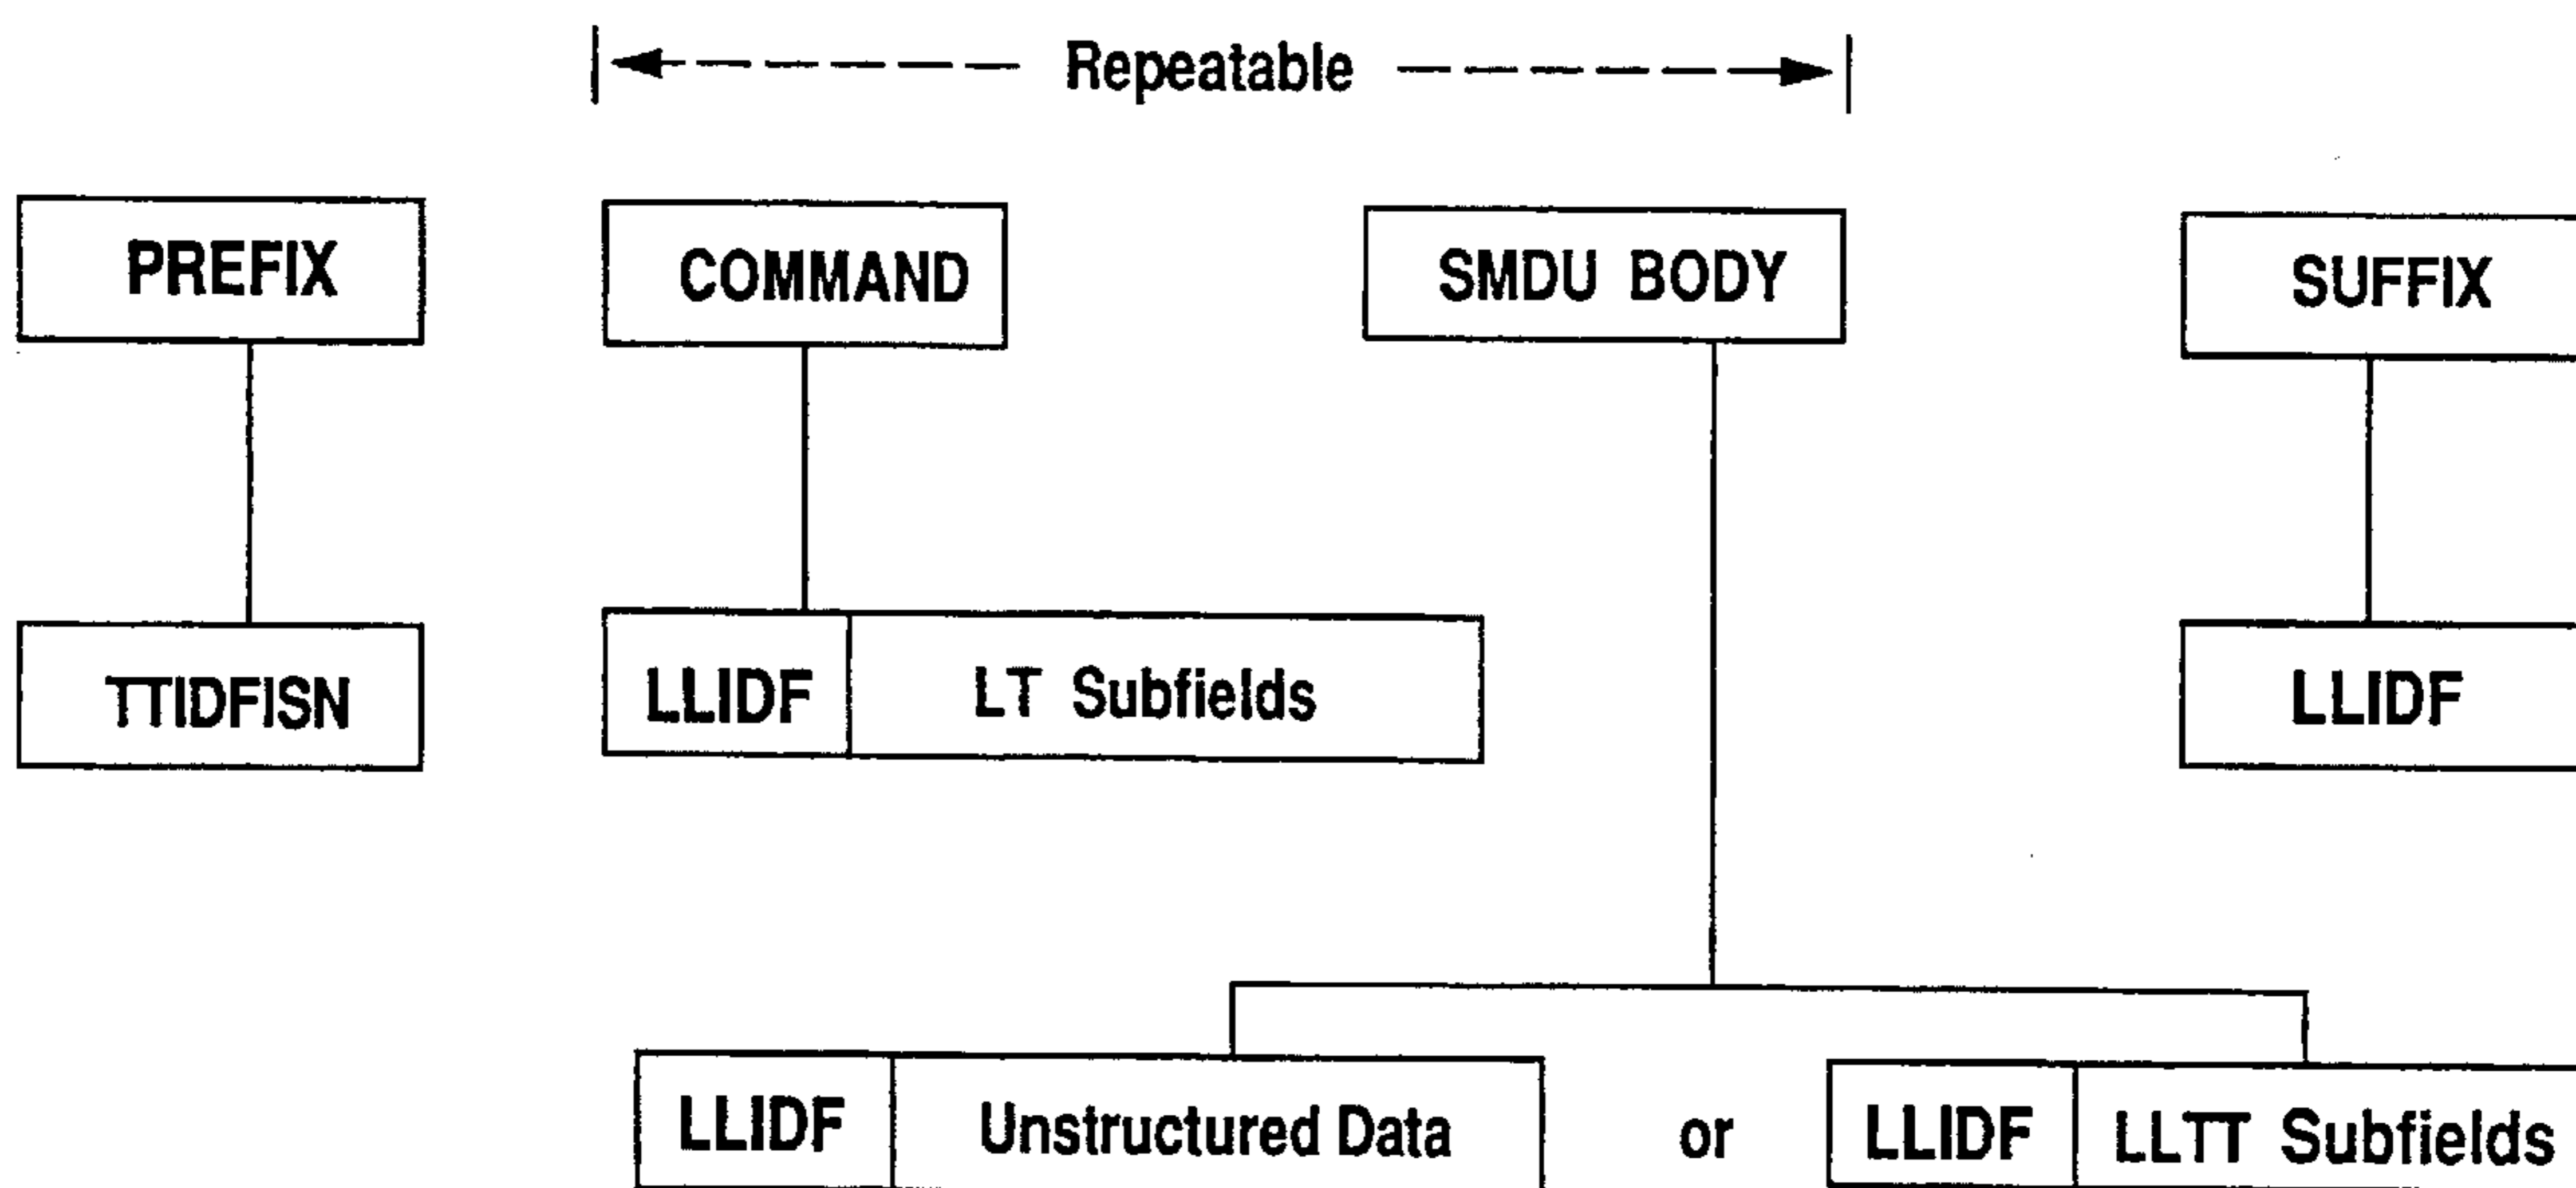 Repeatable
PREFIX COMMAND SMDU BODY SUFFIX
TTIDFISN LLIDF LT Subfields LLIDF
LLIDF Unstructured Data or LLIDF LLTT Subfields